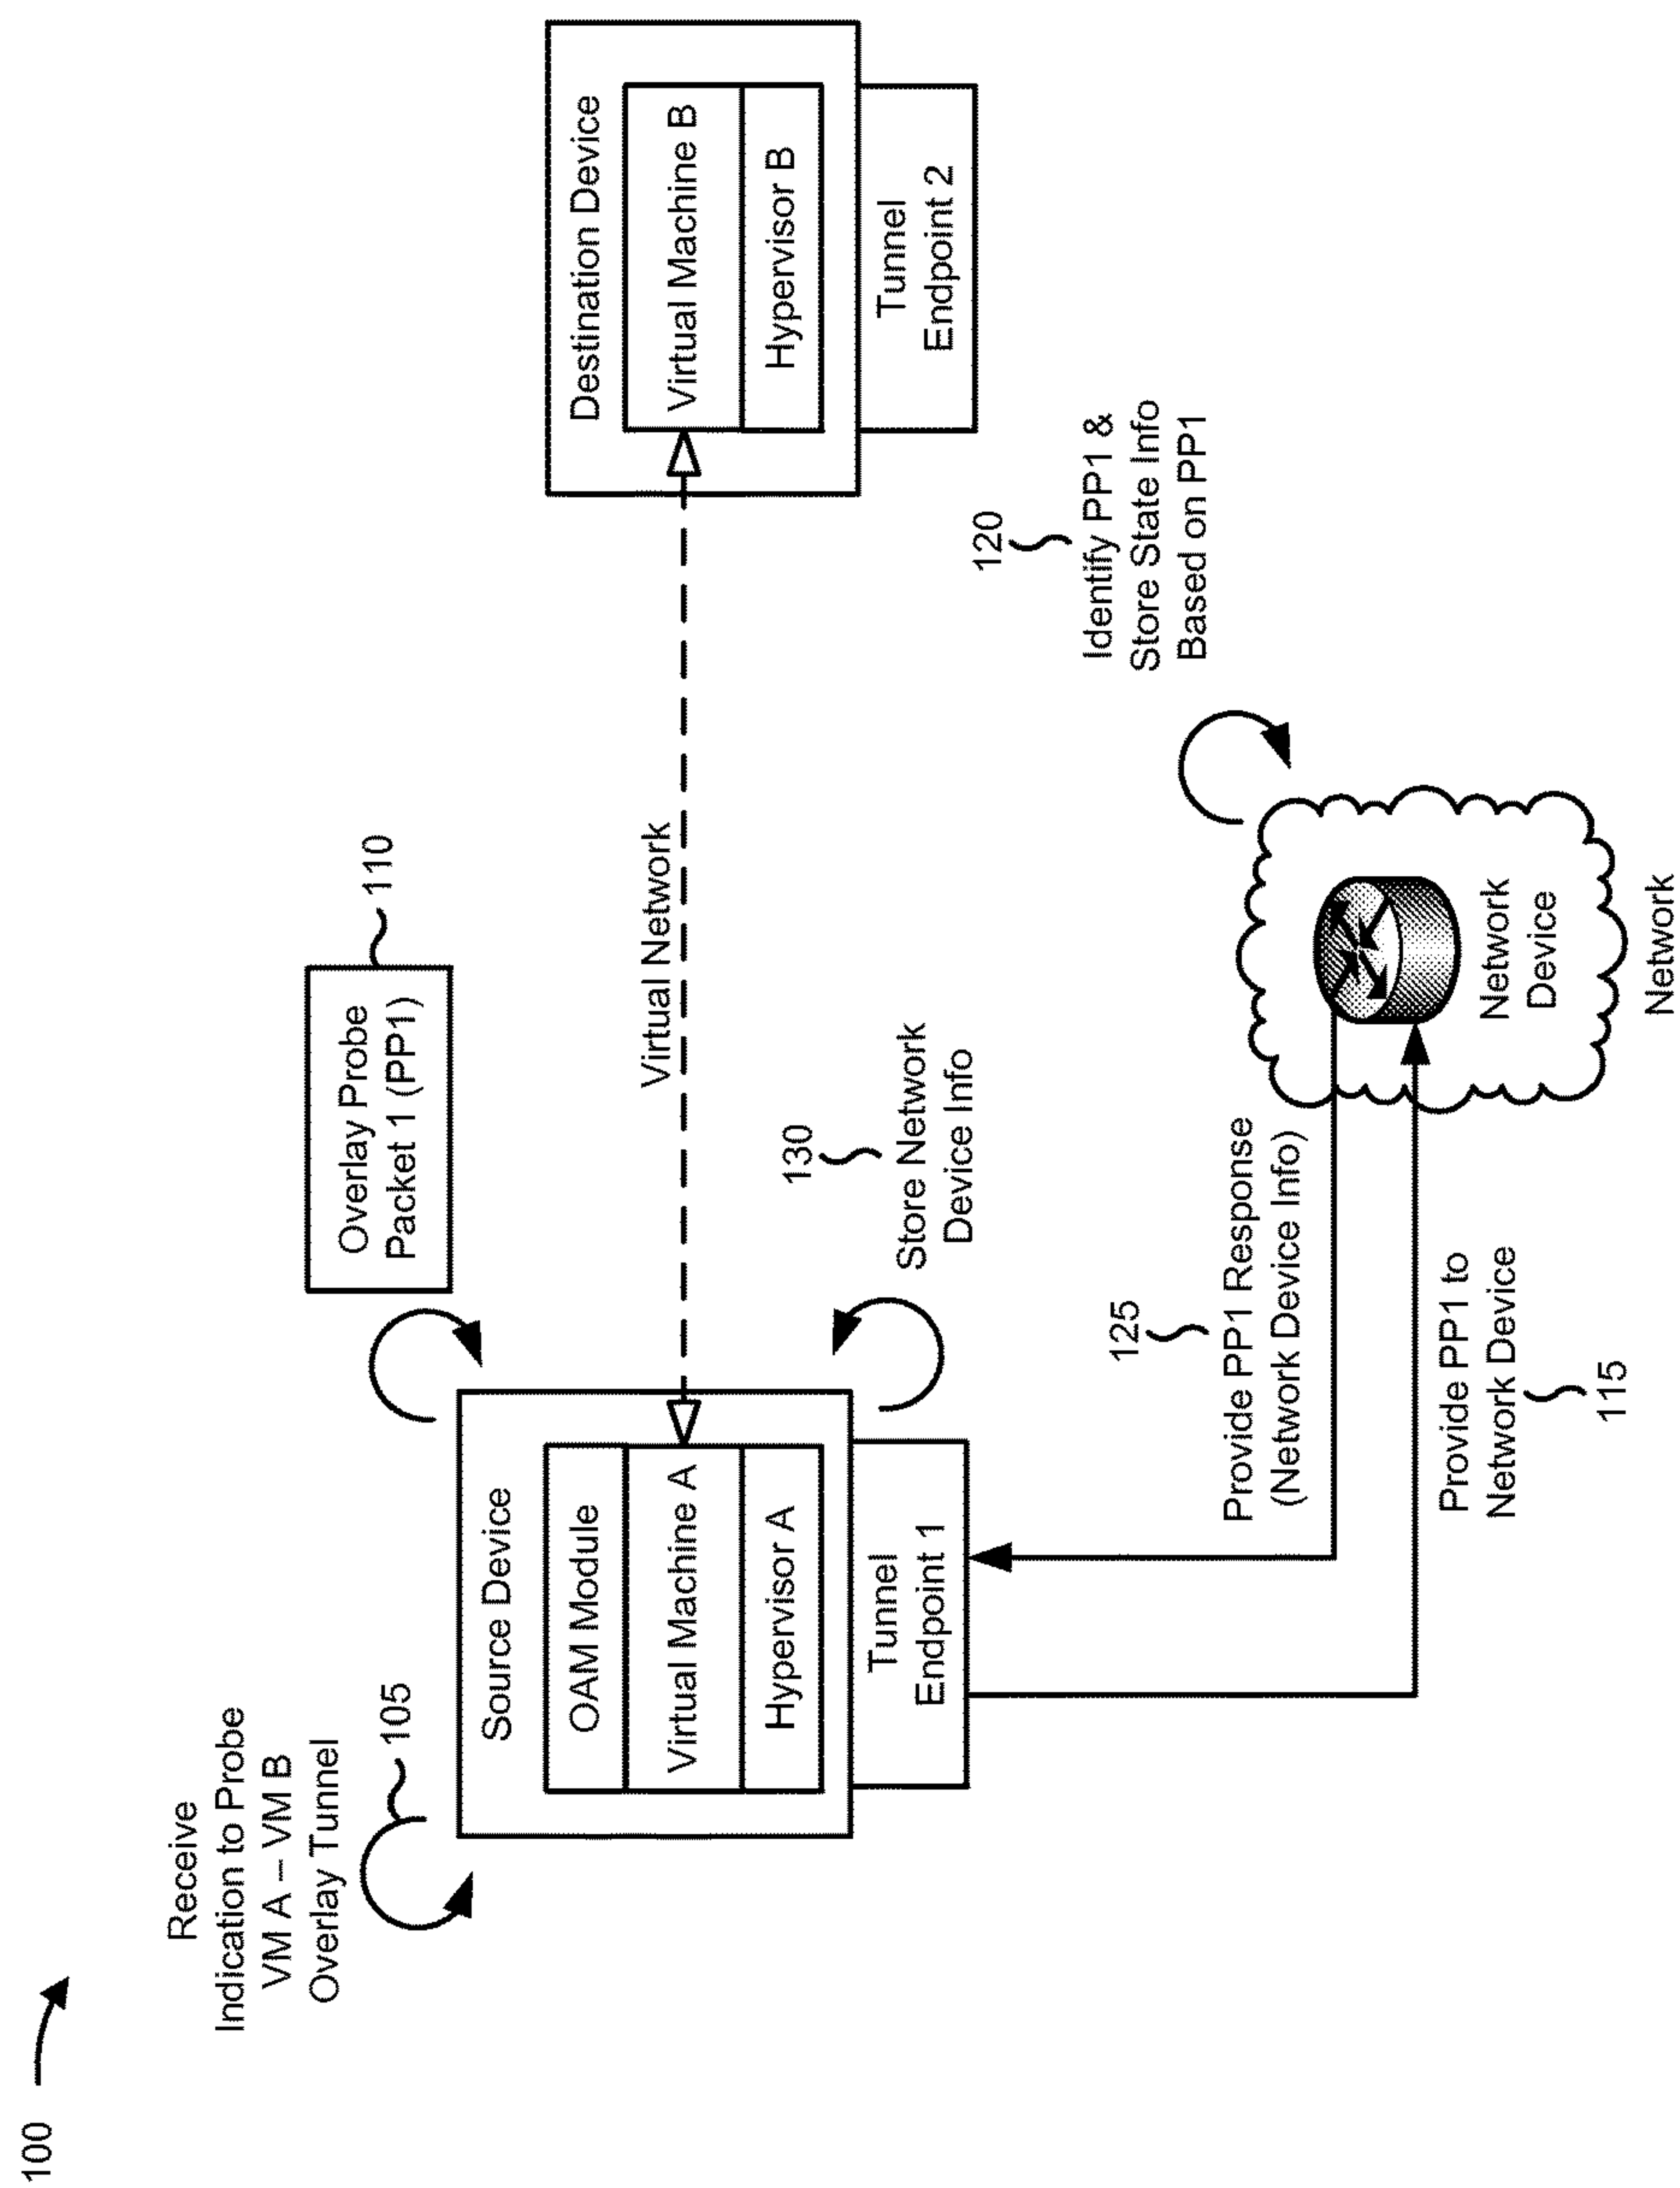 100
Receive
Indication to Probe
VM A – VM B
Overlay Tunnel
105
Overlay Probe
Packet 1 (PP1)
110
Source Device
OAM Module
Virtual Machine A
Hypervisor A
Tunnel
Endpoint 1
Virtual Network
Destination Device
Virtual Machine B
Hypervisor B
Tunnel
Endpoint 2
130
Store Network
Device Info
120
Identify PP1 &
Store State Info
Based on PP1
125
Provide PP1 Response
(Network Device Info)
Provide PP1 to
Network Device
115
Network
Device
Network